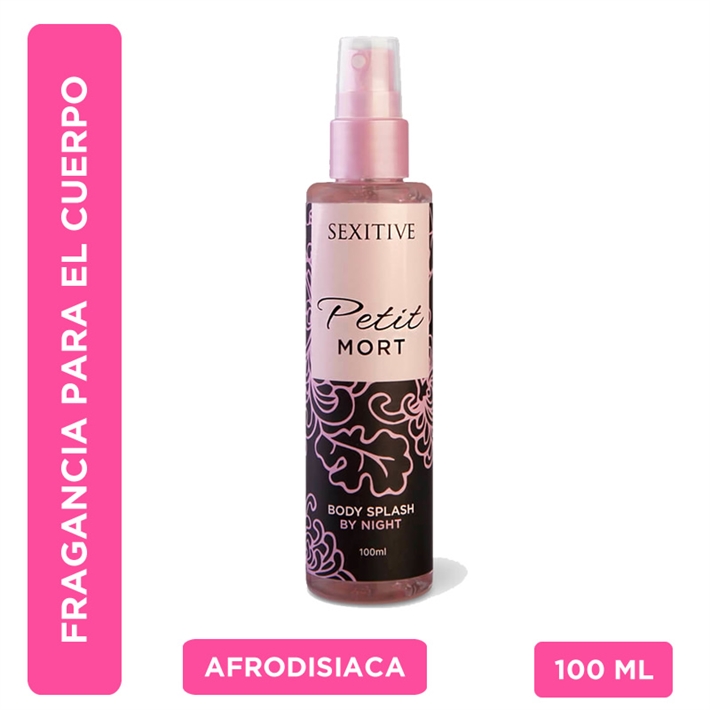 FRAGANCIA PARA EL CUERPO
SEXITIVE
Petit
MORT
BODY SPLASH
BY NIGHT
100ml
AFRODISIACA
100 ML